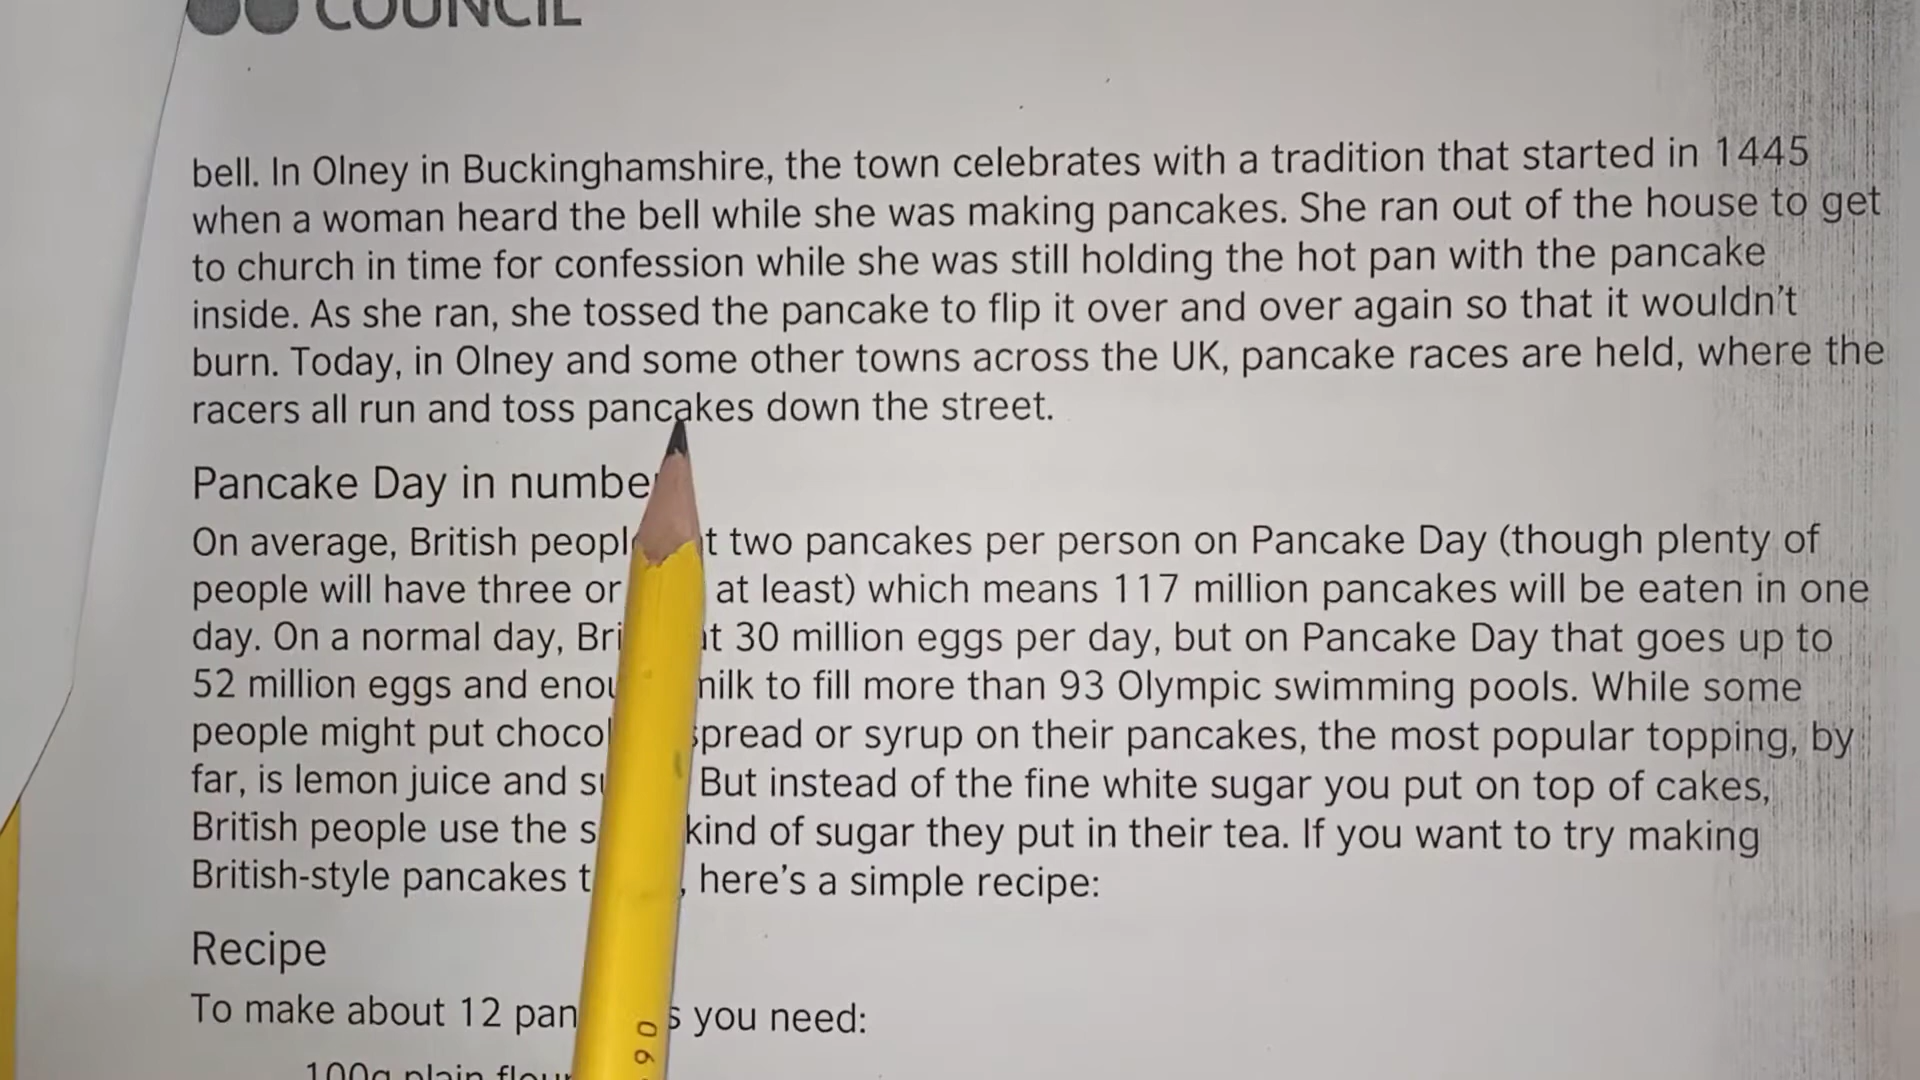 COUNCIL
bell. In Olney in Buckinghamshire, the town celebrates with a tradition that started in 1445
when a woman heard the bell while she was making pancakes. She ran out of the house to get
to church in time for confession while she was still holding the hot pan with the pancake
inside. As she ran, she tossed the pancake to flip it over and over again so that it wouldn't
burn. Today, in Olney and some other towns across the UK, pancake races are held, where the
racers all run and toss pancakes down the street.
Pancake Day in
On average, British two pancakes per person on Pancake Day (though plenty of
people will have three or at least) which means 117 million pancakes will be eaten in one
day. On a normal day, 30 million eggs per day, but on Pancake Day that goes up to
52 million eggs and to fill more than 93 Olympic swimming pools. While some
people might put spread or syrup on their pancakes, the most popular topping, by
far, is lemon juice and But instead of the fine white sugar you put on top of cakes,
British people use the kind of sugar they put in their tea. If you want to try making
British-style pancakes , here's a simple recipe:
Recipe
To make about 12 you need:
100g plain flour
90